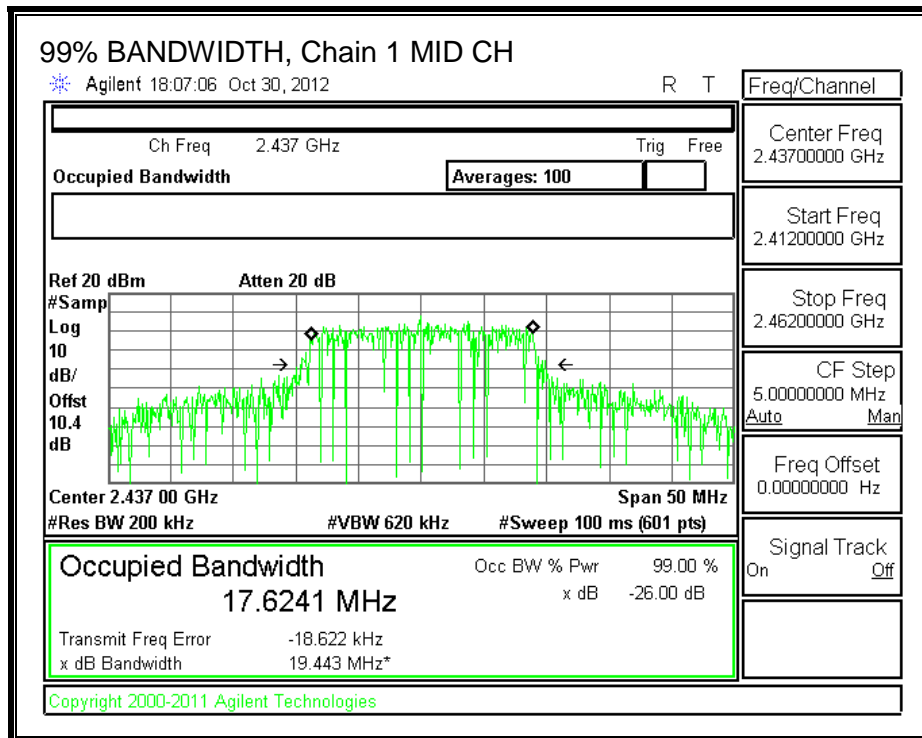 99% BANDWIDTH, Chain 1 MID CH
Agilent 18:07:06 Oct 30, 2012 R T
Freq/Channel
Ch Freq 2.437 GHz Trig Free
Occupied Bandwidth Averages: 100
Center Freq
2.43700000 GHz
Start Freq
2.41200000 GHz
Stop Freq
2.46200000 GHz
CF Step
5.00000000 MHz
Auto Man
Freq Offset
0.00000000 Hz
Signal Track
On Off
Ref 20 dBm Atten 20 dB
#Samp
Log
10
dB/
Offst
10.4
dB
Center 2.437 00 GHz Span 50 MHz
#Res BW 200 kHz #VBW 620 kHz #Sweep 100 ms (601 pts)
Occupied Bandwidth Occ BW % Pwr 99.00 %
17.6241 MHz x dB -26.00 dB
Transmit Freq Error -18.622 kHz
x dB Bandwidth 19.443 MHz*
Copyright 2000-2011 Agilent Technologies